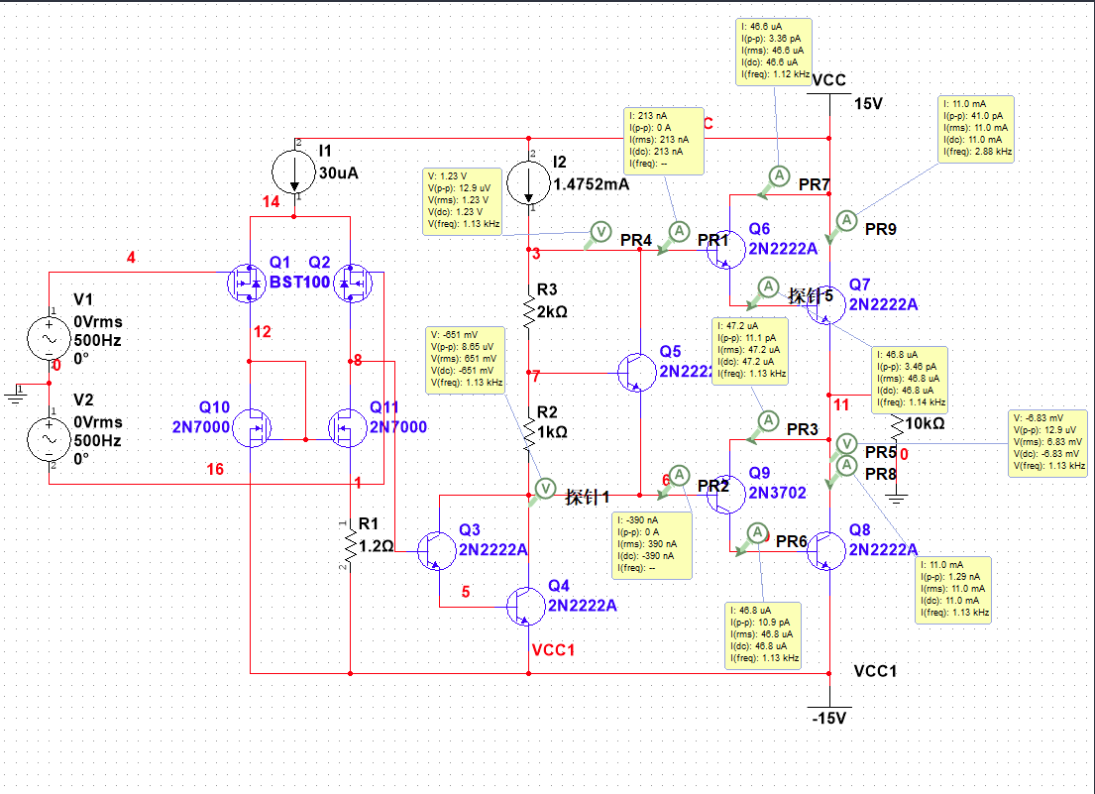 I: 46.6 uA
I(p-p): 3.36 pA
I(rms): 46.6 uA
I(dc): 46.6 uA
I(freq): 1.12 kHz
VCC
15V
I: 213 nA
I(p-p): 0 A
I(rms): 213 nA
I(dc): 213 nA
I(freq): --
C
I: 11.0 mA
I(p-p): 41.0 pA
I(rms): 11.0 mA
I(dc): 11.0 mA
I(freq): 2.88 kHz
2
I1
30uA
1
14
2
I2
1.4752mA
1
V: 1.23 V
V(p-p): 12.9 uV
V(rms): 1.23 V
V(dc): 1.23 V
V(freq): 1.13 kHz
A
PR7
A
PR9
V
PR4
A
PR1
Q6
2N2222A
3
4
Q1
BST100
Q2
R3
2kΩ
A
探针5
Q7
2N2222A
V1
0Vrms
500Hz
0°
1
2
0
1
12
8
V: -651 mV
V(p-p): 8.65 uV
V(rms): 651 mV
V(dc): -651 mV
V(freq): 1.13 kHz
7
Q5
2N2222
I: 47.2 uA
I(p-p): 11.1 pA
I(rms): 47.2 uA
I(dc): 47.2 uA
I(freq): 1.13 kHz
I: 46.8 uA
I(p-p): 3.46 pA
I(rms): 46.8 uA
I(dc): 46.8 uA
I(freq): 1.14 kHz
V2
0Vrms
500Hz
0°
1
2
Q10
2N7000
Q11
2N7000
R2
1kΩ
11
10kΩ
0
A
PR3
V
PR5
A
PR8
V: -6.83 mV
V(p-p): 12.9 uV
V(rms): 6.83 mV
V(dc): -6.83 mV
V(freq): 1.13 kHz
16
1
V
探针1
6
A
PR2
Q9
2N3702
R1
1.2Ω
1
2
Q3
2N2222A
I: -390 nA
I(p-p): 0 A
I(rms): 390 nA
I(dc): -390 nA
I(freq): --
A
PR6
Q8
2N2222A
5
Q4
2N2222A
I: 11.0 mA
I(p-p): 1.29 nA
I(rms): 11.0 mA
I(dc): 11.0 mA
I(freq): 1.13 kHz
I: 46.8 uA
I(p-p): 10.9 pA
I(rms): 46.8 uA
I(dc): 46.8 uA
I(freq): 1.13 kHz
VCC1
VCC1
-15V